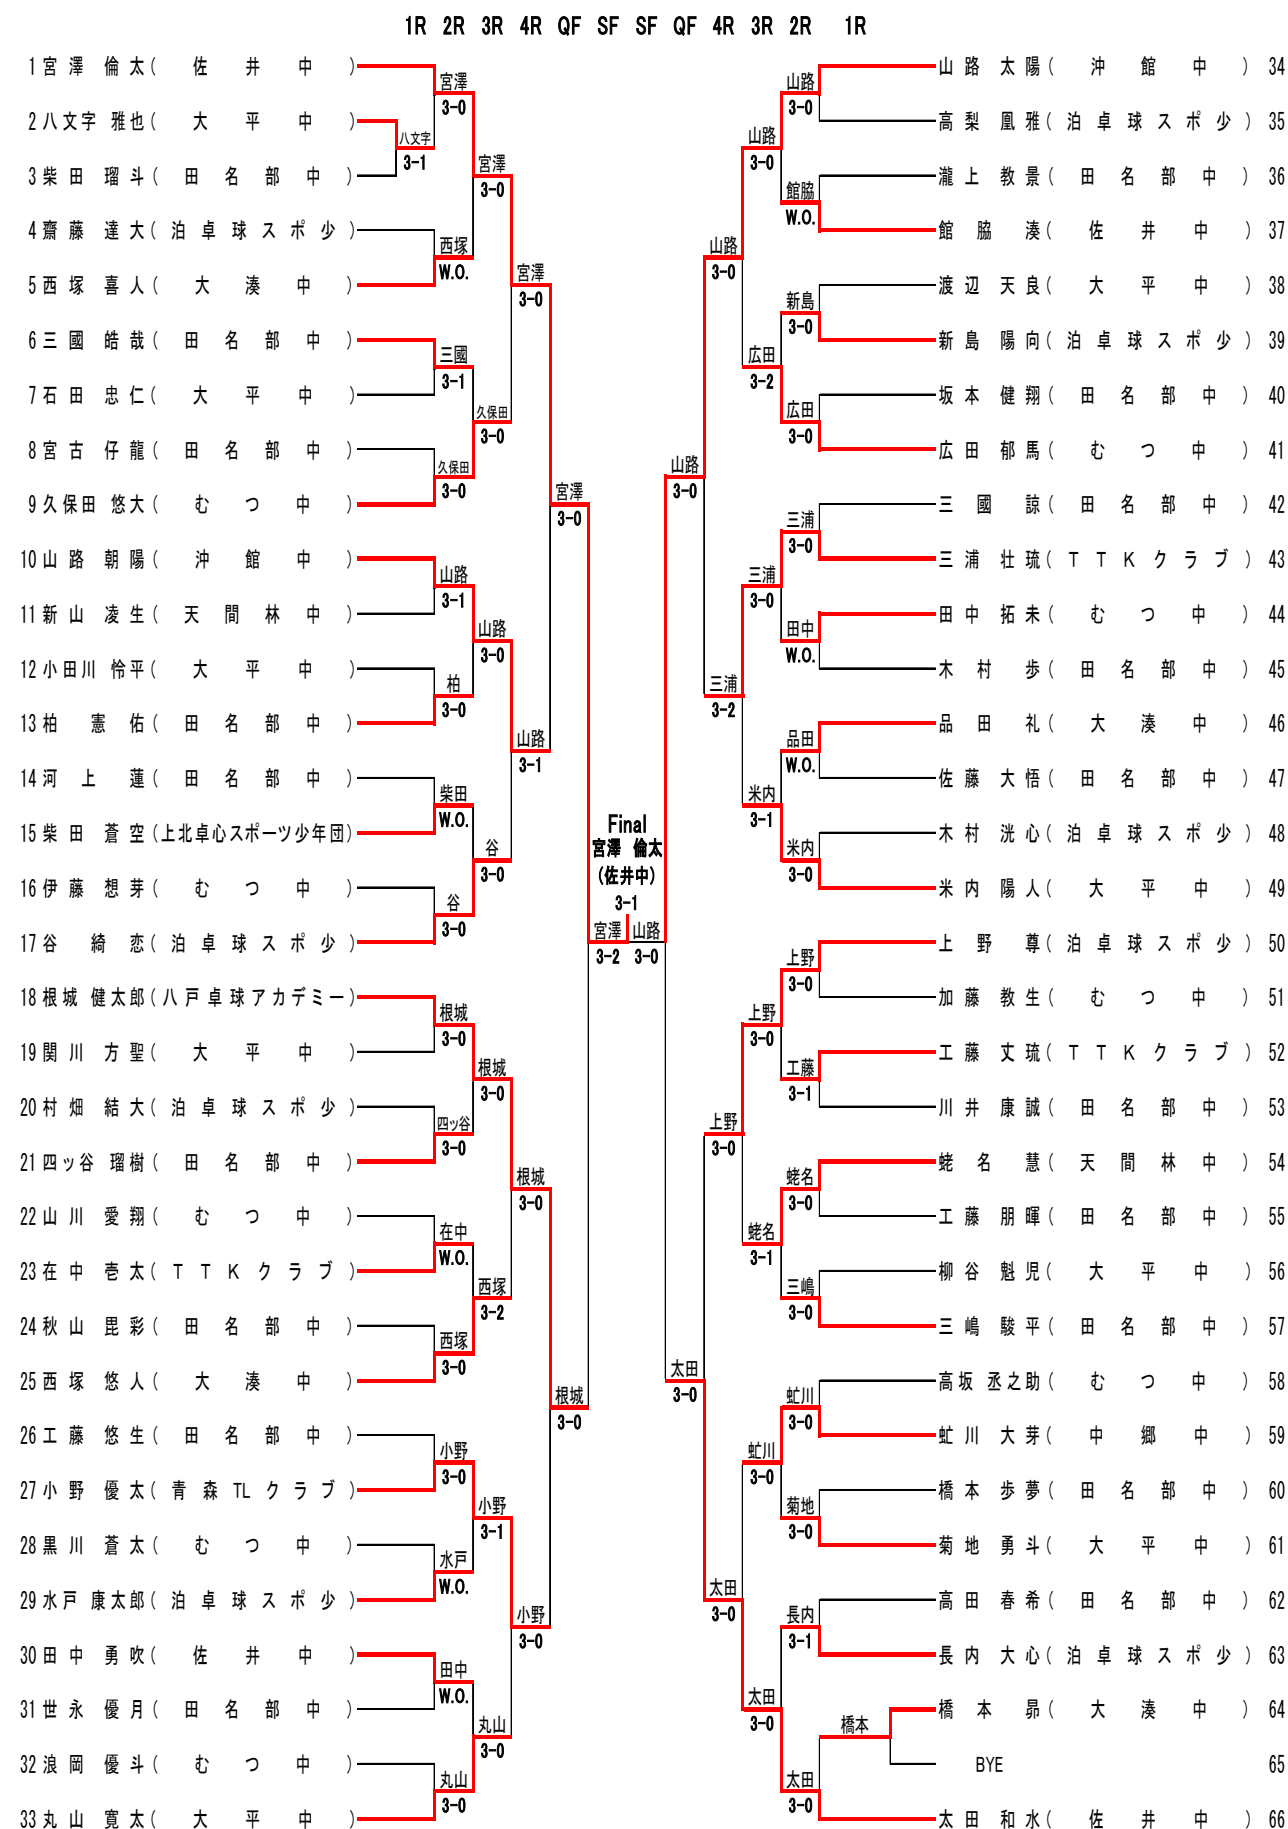 1R 2R 3R 4R QF SF SF QF 4R 3R 2R 1R
1 宮澤 倫太 (佐井中)
2 八文字 雅也 (大平中)
3 柴田 瑠斗 (田名部中)
4 齋藤 達大 (泊卓球スポ少)
5 西塚 喜人 (大湊中)
6 三國 皓哉 (田名部中)
7 石田 忠仁 (大平中)
8 宮古 仔龍 (田名部中)
9 久保田 悠大 (むつ中)
10 山路 朝陽 (沖館中)
11 新山 凌生 (天間林中)
12 小田川 怜平 (大平中)
13 柏 憲佑 (田名部中)
14 河上 蓮 (田名部中)
15 柴田 蒼空 (上北卓心スポーツ少年団)
16 伊藤 想芽 (むつ中)
17 谷 綺恋 (泊卓球スポ少)
18 根城 健太郎 (八戸卓球アカデミー)
19 関川 方聖 (大平中)
20 村畑 結大 (泊卓球スポ少)
21 四ッ谷 瑠樹 (田名部中)
22 山川 愛翔 (むつ中)
23 在中 壱太 (TTKクラブ)
24 秋山 毘彩 (田名部中)
25 西塚 悠人 (大湊中)
26 工藤 悠生 (田名部中)
27 小野 優太 (青森TLクラブ)
28 黒川 蒼太 (むつ中)
29 水戸 康太郎 (泊卓球スポ少)
30 田中 勇吹 (佐井中)
31 世永 優月 (田名部中)
32 浪岡 優斗 (むつ中)
33 丸山 寛太 (大平中)
八文字
3-1
宮澤
3-0
西塚
W.O.
三國
3-1
久保田
3-0
山路
3-1
柏
3-0
柴田
W.O.
谷
3-0
根城
3-0
四ッ谷
3-0
在中
W.O.
西塚
3-0
小野
3-0
水戸
W.O.
田中
W.O.
丸山
3-0
宮澤
3-0
久保田
3-0
山路
3-0
谷
3-0
根城
3-0
西塚
3-2
小野
3-1
丸山
3-0
宮澤
3-0
山路
3-1
根城
3-0
小野
3-0
宮澤
3-0
根城
3-0
宮澤
3-2
Final
宮澤 倫太
(佐井中)
3-1
山路
3-0
山路
3-0
太田
3-0
山路
3-0
三浦
3-2
上野
3-0
太田
3-0
山路
3-0
広田
3-2
三浦
3-0
米内
3-1
上野
3-0
蛯名
3-1
虻川
3-0
太田
3-0
山路
3-0
館脇
W.O.
新島
3-0
広田
3-0
三浦
3-0
田中
W.O.
品田
W.O.
米内
3-0
上野
3-0
工藤
3-1
蛯名
3-0
三嶋
3-0
虻川
3-0
菊地
3-0
長内
3-1
太田
3-0
橋本
山路 太陽 (沖館中) 34
高梨 凰雅 (泊卓球スポ少) 35
瀧上 教景 (田名部中) 36
館脇 湊 (佐井中) 37
渡辺 天良 (大平中) 38
新島 陽向 (泊卓球スポ少) 39
坂本 健翔 (田名部中) 40
広田 郁馬 (むつ中) 41
三國 諒 (田名部中) 42
三浦 壮琉 (TTKクラブ) 43
田中 拓未 (むつ中) 44
木村 歩 (田名部中) 45
品田 礼 (大湊中) 46
佐藤 大悟 (田名部中) 47
木村 洸心 (泊卓球スポ少) 48
米内 陽人 (大平中) 49
上野 尊 (泊卓球スポ少) 50
加藤 教生 (むつ中) 51
工藤 丈琉 (TTKクラブ) 52
川井 康誠 (田名部中) 53
蛯名 慧 (天間林中) 54
工藤 朋暉 (田名部中) 55
柳谷 魁児 (大平中) 56
三嶋 駿平 (田名部中) 57
高坂 丞之助 (むつ中) 58
虻川 大芽 (中郷中) 59
橋本 歩夢 (田名部中) 60
菊地 勇斗 (大平中) 61
高田 春希 (田名部中) 62
長内 大心 (泊卓球スポ少) 63
橋本 昴 (大湊中) 64
BYE 65
太田 和水 (佐井中) 66